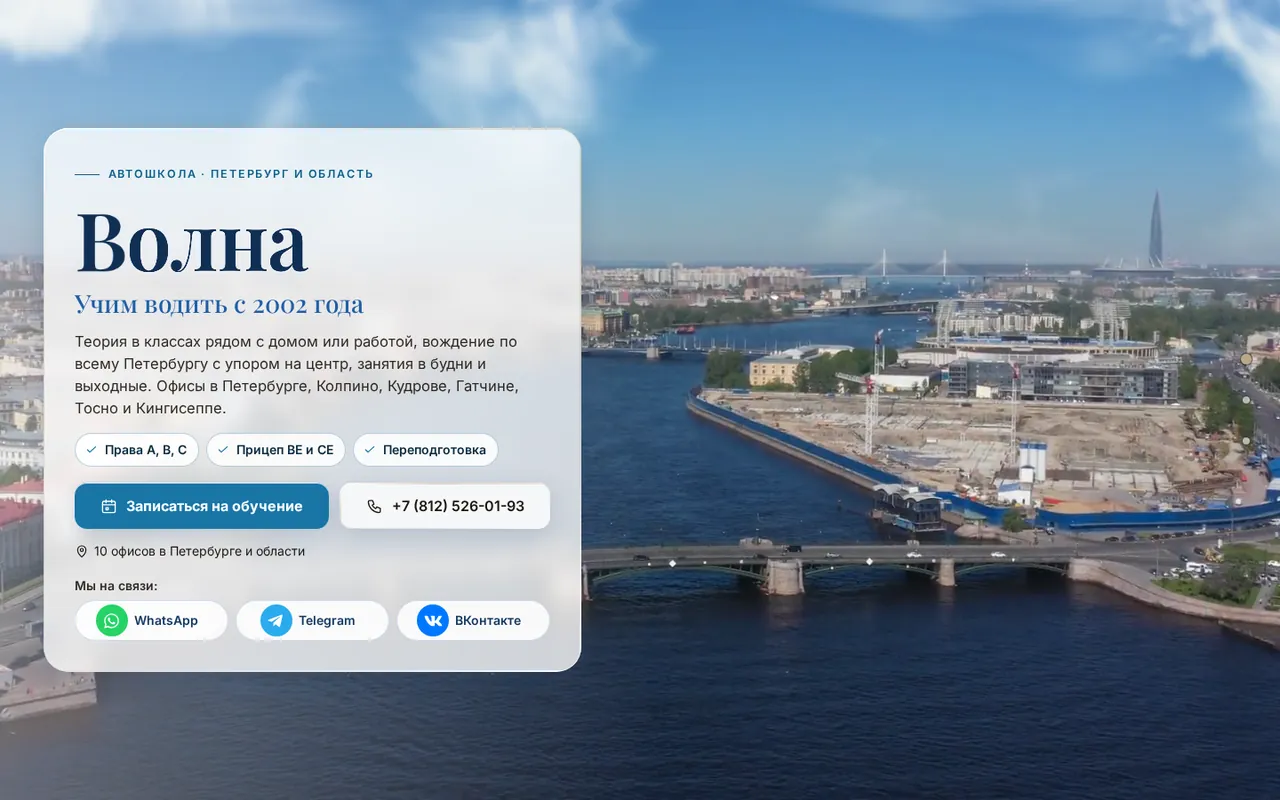 АВТОШКОЛА · ПЕТЕРБУРГ И ОБЛАСТЬ
Волна
Учим водить с 2002 года
Теория в классах рядом с домом или работой, вождение по
всему Петербургу с упором на центр, занятия в будни и
выходные. Офисы в Петербурге, Колпино, Кудрове, Гатчине,
Тосно и Кингисеппе.
Права A, B, C
Прицеп BE и CE
Переподготовка
Записаться на обучение
+7 (812) 526-01-93
10 офисов в Петербурге и области
Мы на связи:
WhatsApp
Telegram
ВКонтакте